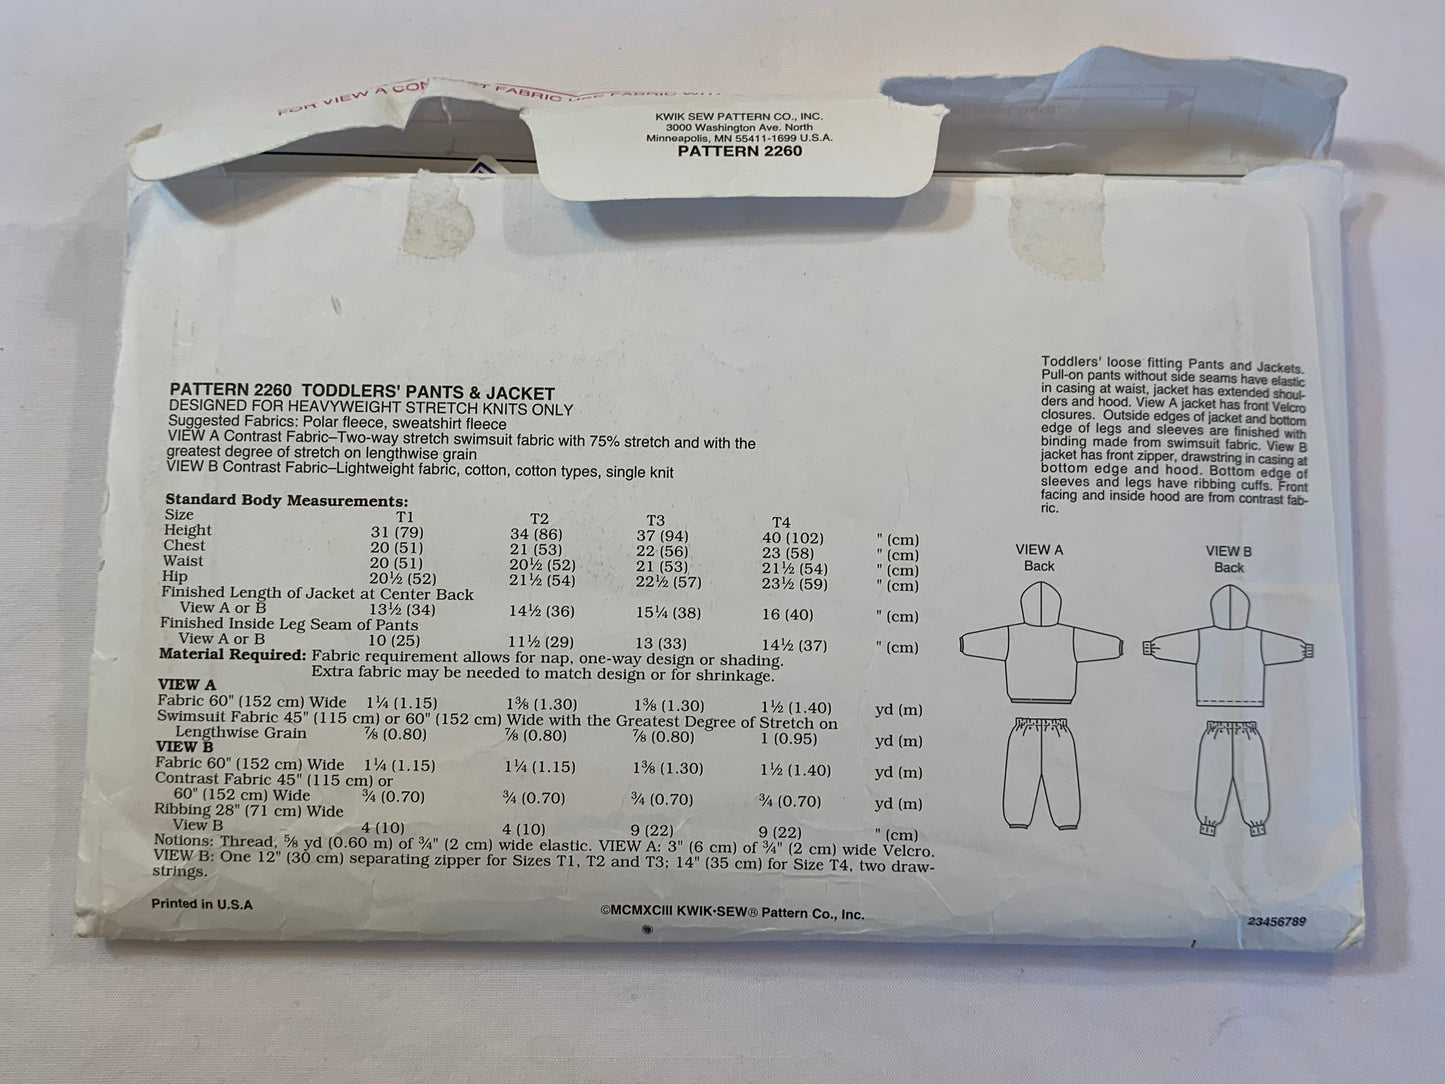 FOR VIEW A CON
T FABRIC USE FABRIC WITH
KWIK SEW PATTERN CO., INC.
3000 Washington Ave. North
Minneapolis, MN 55411-1699 U.S.A.
PATTERN 2260
PATTERN 2260 TODDLERS' PANTS & JACKET
DESIGNED FOR HEAVYWEIGHT STRETCH KNITS ONLY
Suggested Fabrics: Polar fleece, sweatshirt fleece
VIEW A Contrast Fabric–Two-way stretch swimsuit fabric with 75% stretch and with the
greatest degree of stretch on lengthwise grain
VIEW B Contrast Fabric–Lightweight fabric, cotton, cotton types, single knit
Toddlers' loose fitting Pants and Jackets.
Pull-on pants without side seams have elastic
in casing at waist, jacket has extended shoul-
ders and hood. View A jacket has front Velcro
closures. Outside edges of jacket and bottom
edge of legs and sleeves are finished with
binding made from swimsuit fabric. View B
jacket has front zipper, drawstring in casing at
bottom edge and hood. Bottom edge of
sleeves and legs have ribbing cuffs. Front
facing and inside hood are from contrast fab-
ric.
Standard Body Measurements:
Size T1 T2 T3 T4
Height 31 (79) 34 (86) 37 (94) 40 (102) " (cm)
Chest 20 (51) 21 (53) 22 (56) 23 (58) " (cm)
Waist 20 (51) 20½ (52) 21 (53) 21½ (54) " (cm)
Hip 20½ (52) 21½ (54) 22½ (57) 23½ (59) " (cm)
Finished Length of Jacket at Center Back
View A or B 13½ (34) 14½ (36) 15¼ (38) 16 (40) " (cm)
Finished Inside Leg Seam of Pants
View A or B 10 (25) 11½ (29) 13 (33) 14½ (37) " (cm)
Material Required: Fabric requirement allows for nap, one-way design or shading.
Extra fabric may be needed to match design or for shrinkage.
VIEW A
Fabric 60" (152 cm) Wide 1¼ (1.15) 1⅜ (1.30) 1⅜ (1.30) 1½ (1.40) yd (m)
Swimsuit Fabric 45" (115 cm) or 60" (152 cm) Wide with the Greatest Degree of Stretch on
Lengthwise Grain ⅞ (0.80) ⅞ (0.80) ⅞ (0.80) 1 (0.95) yd (m)
VIEW B
Fabric 60" (152 cm) Wide 1¼ (1.15) 1¼ (1.15) 1⅜ (1.30) 1½ (1.40) yd (m)
Contrast Fabric 45" (115 cm) or
60" (152 cm) Wide ¾ (0.70) ¾ (0.70) ¾ (0.70) ¾ (0.70) yd (m)
Ribbing 28" (71 cm) Wide
View B 4 (10) 4 (10) 9 (22) 9 (22) " (cm)
Notions: Thread, ⅝ yd (0.60 m) of ¾" (2 cm) wide elastic. VIEW A: 3" (6 cm) of ¾" (2 cm) wide Velcro.
VIEW B: One 12" (30 cm) separating zipper for Sizes T1, T2 and T3; 14" (35 cm) for Size T4, two draw-
strings.
VIEW A
Back
VIEW B
Back
Printed in U.S.A
©MCMXCIII KWIK•SEW® Pattern Co., Inc.
23456789
1